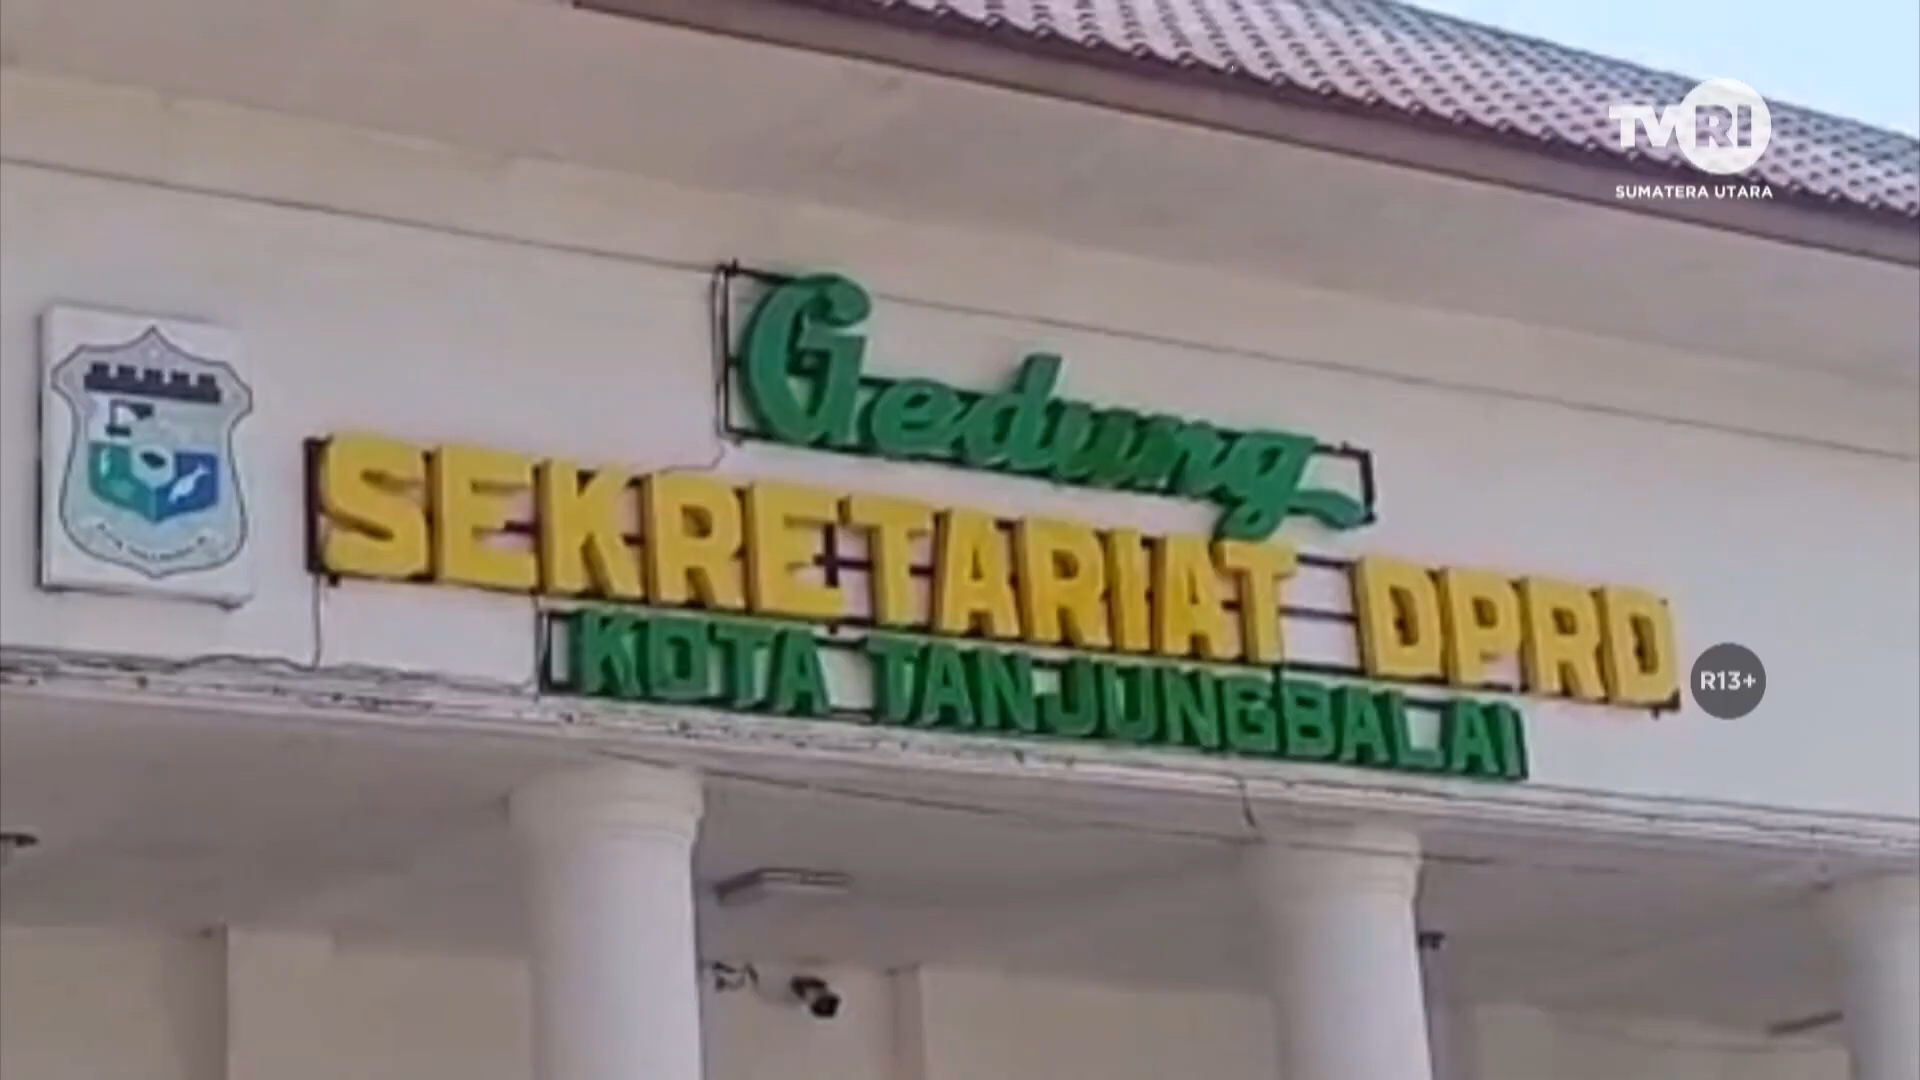 TVRI
SUMATERA UTARA
Gedung
SEKRETARIAT DPRD
KOTA TANJUNGBALAI
R13+